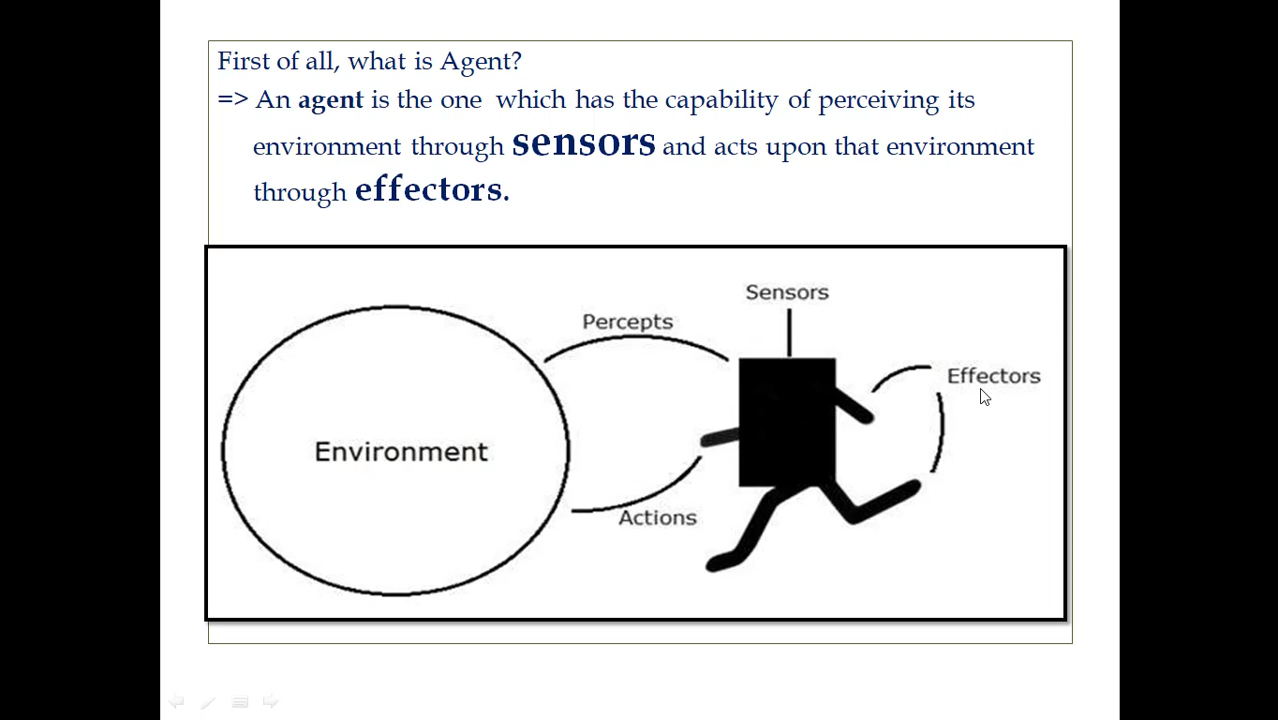 First of all, what is Agent?
=> An agent is the one which has the capability of perceiving its
environment through sensors and acts upon that environment
through effectors.
Sensors
Percepts
Effectors
Environment
Actions